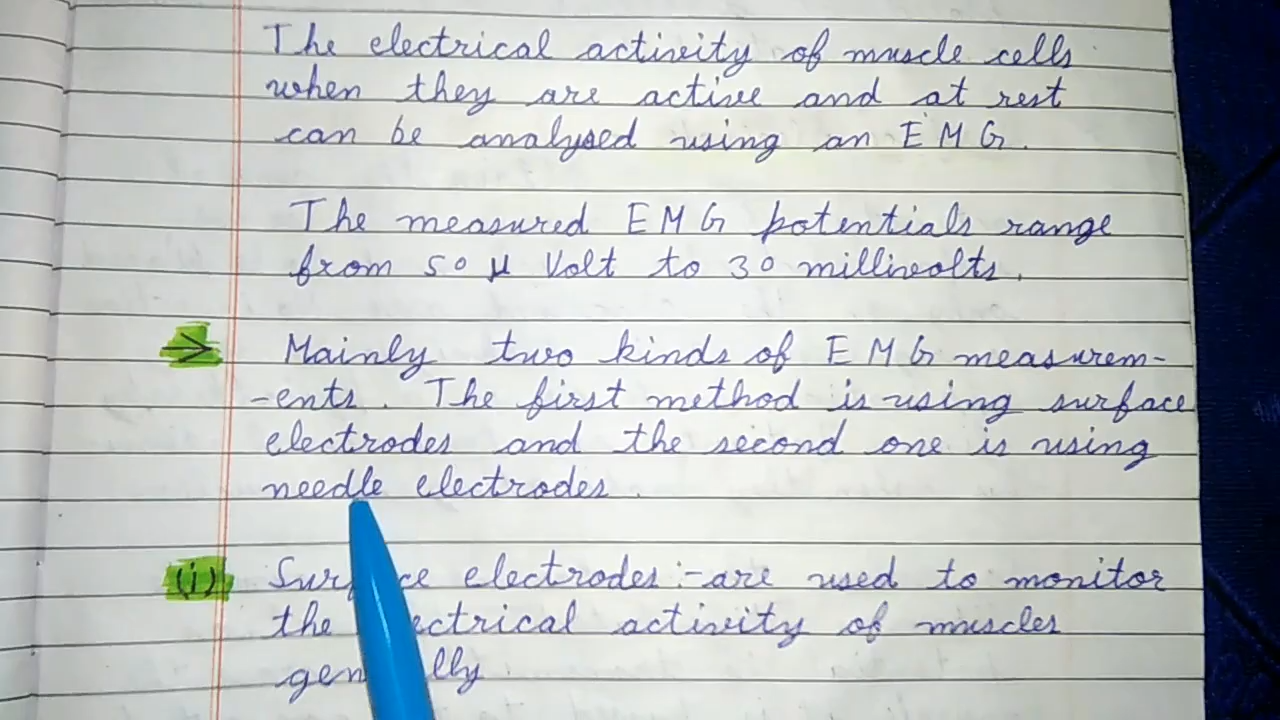 The electrical activity of muscle cells
when they are active and at rest
can be analysed using an EMG.
The measured EMG potentials range
from 50 μ Volt to 30 millivolts.
⇒ Mainly two kinds of EMG measurem-
-ents. The first method is using surface
electrodes and the second one is using
needle electrodes.
(i) electrodes :- are used to monitor
the activity of muscles